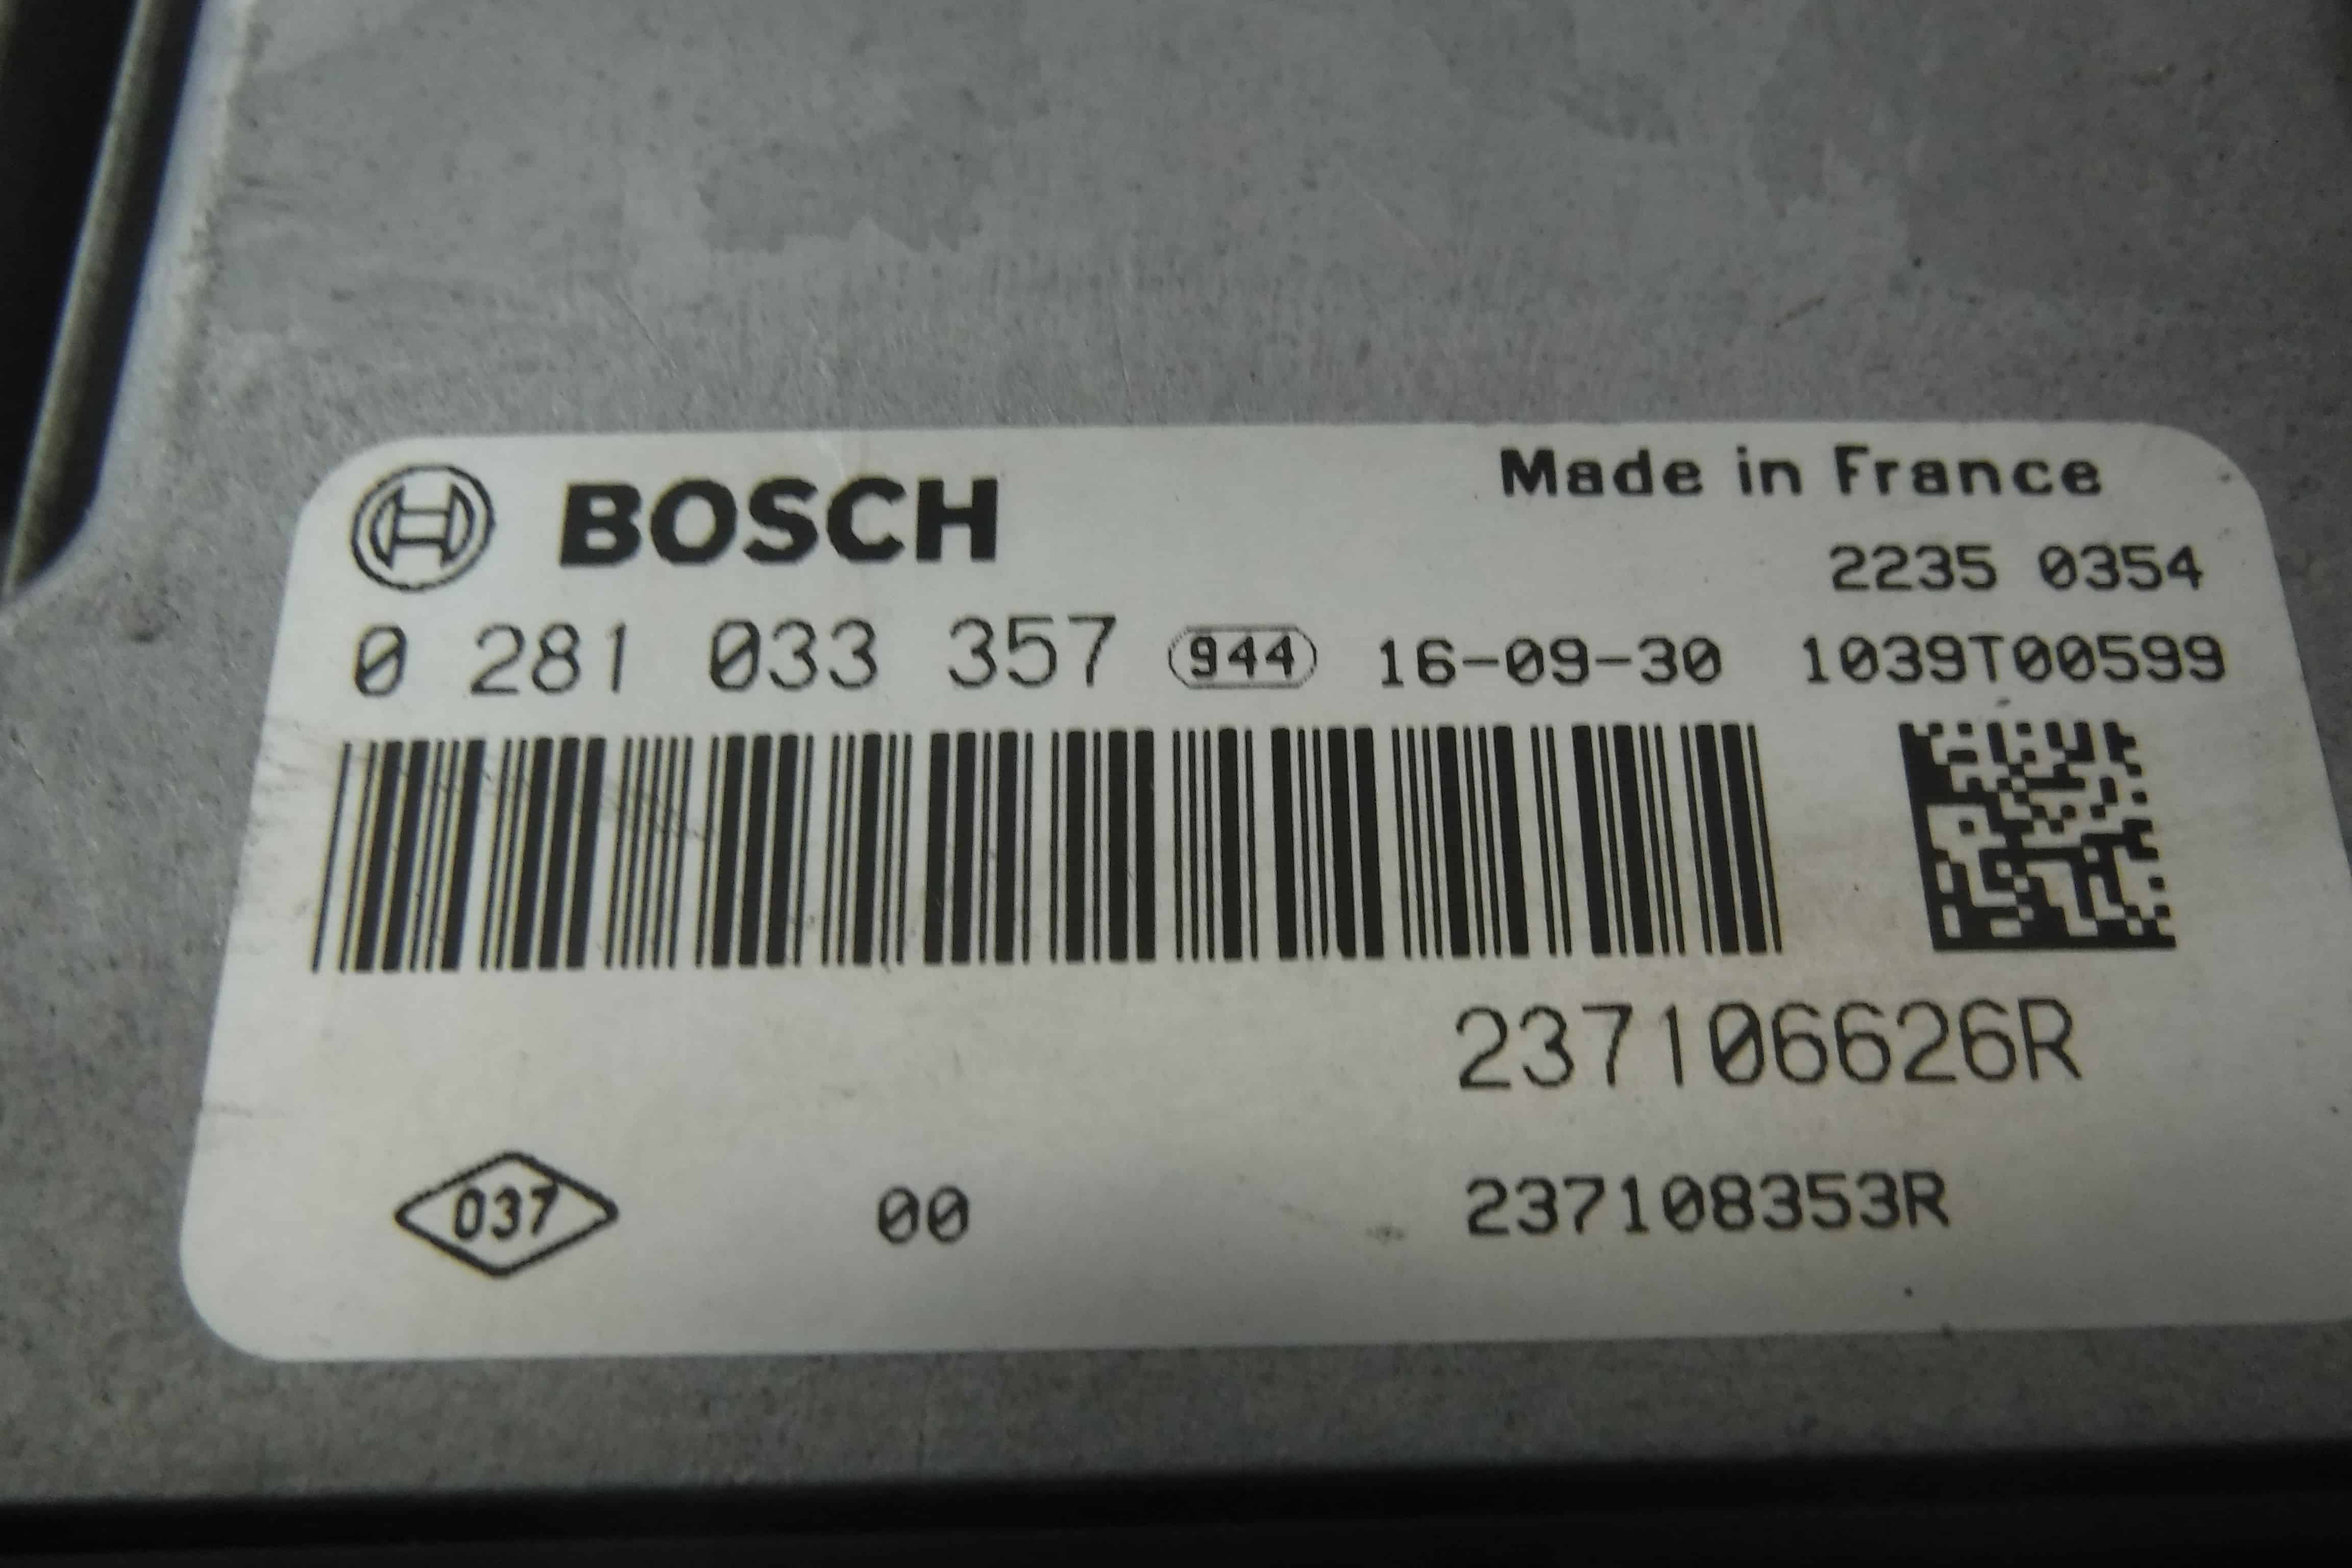 BOSCH Made in France
2235 0354
0 281 033 357 944 16-09-30 1039T00599
237106626R
037 00 237108353R